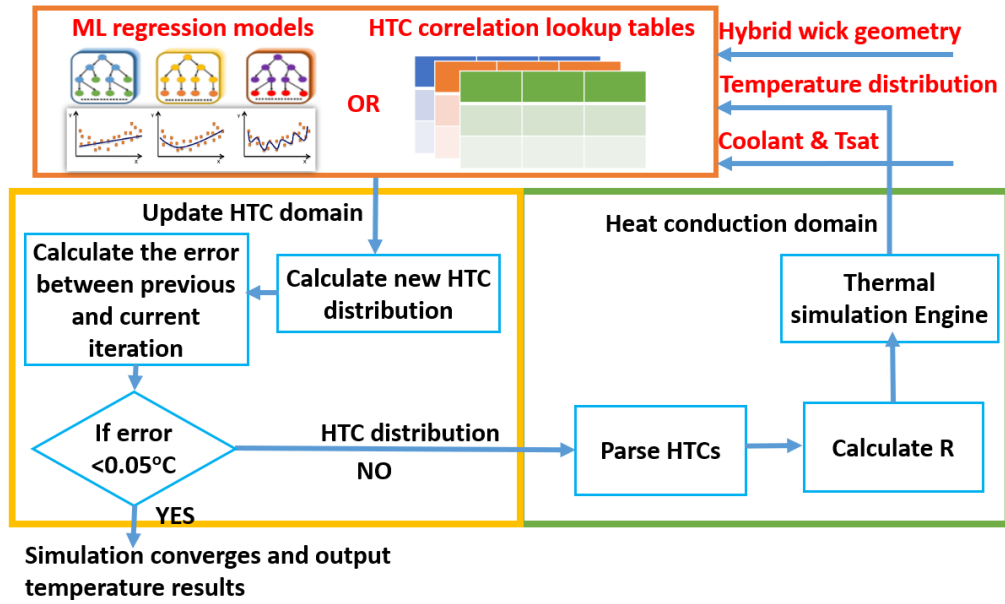 ML regression models
HTC correlation lookup tables
OR
Hybrid wick geometry
Temperature distribution
Coolant & Tsat
Y
X
Y
X
Y
X
Update HTC domain
Calculate the error
between previous
and current
iteration
Calculate new HTC
distribution
If error
<0.05°C
HTC distribution
NO
YES
Simulation converges and output
temperature results
Heat conduction domain
Thermal
simulation Engine
Parse HTCs
Calculate R